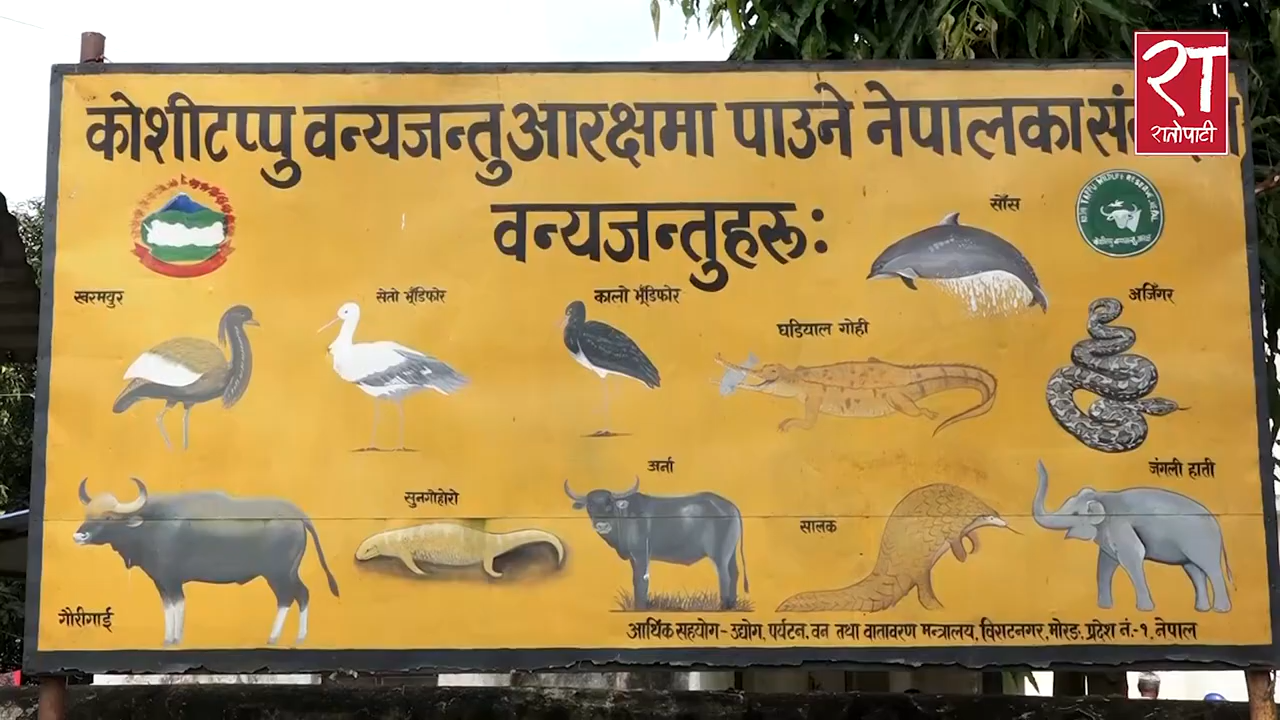 कोशीटप्पु वन्यजन्तु आरक्षमा पाउने नेपालका
वन्यजन्तुहरू:
रा
रातोपाटी
सोँस
खरमयुर
सेतो भूँडिफोर
कालो भूँडिफोर
घडियाल गोही
अजिँगर
अर्ना
जंगली हाती
सुनगोहोरो
सालक
गौरीगाई
आर्थिक सहयोग - उद्योग, पर्यटन, वन तथा वातावरण मन्त्रालय, विराटनगर, मोरङ, प्रदेश नं.-१, नेपाल